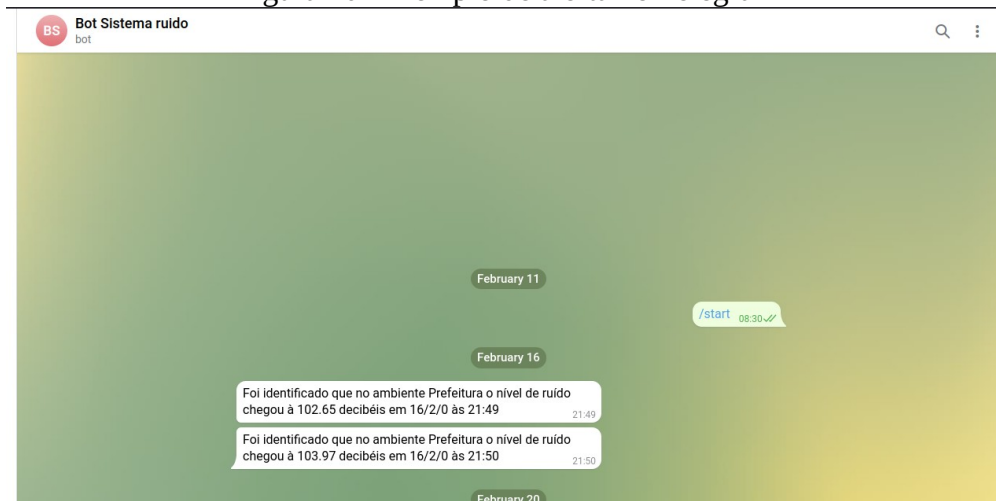 BS
Bot Sistema ruido
bot
February 11
/start 08:30
February 16
Foi identificado que no ambiente Prefeitura o nível de ruído
chegou à 102.65 decibéis em 16/2/0 às 21:49
21:49
Foi identificado que no ambiente Prefeitura o nível de ruído
chegou à 103.97 decibéis em 16/2/0 às 21:50
21:50
February 20